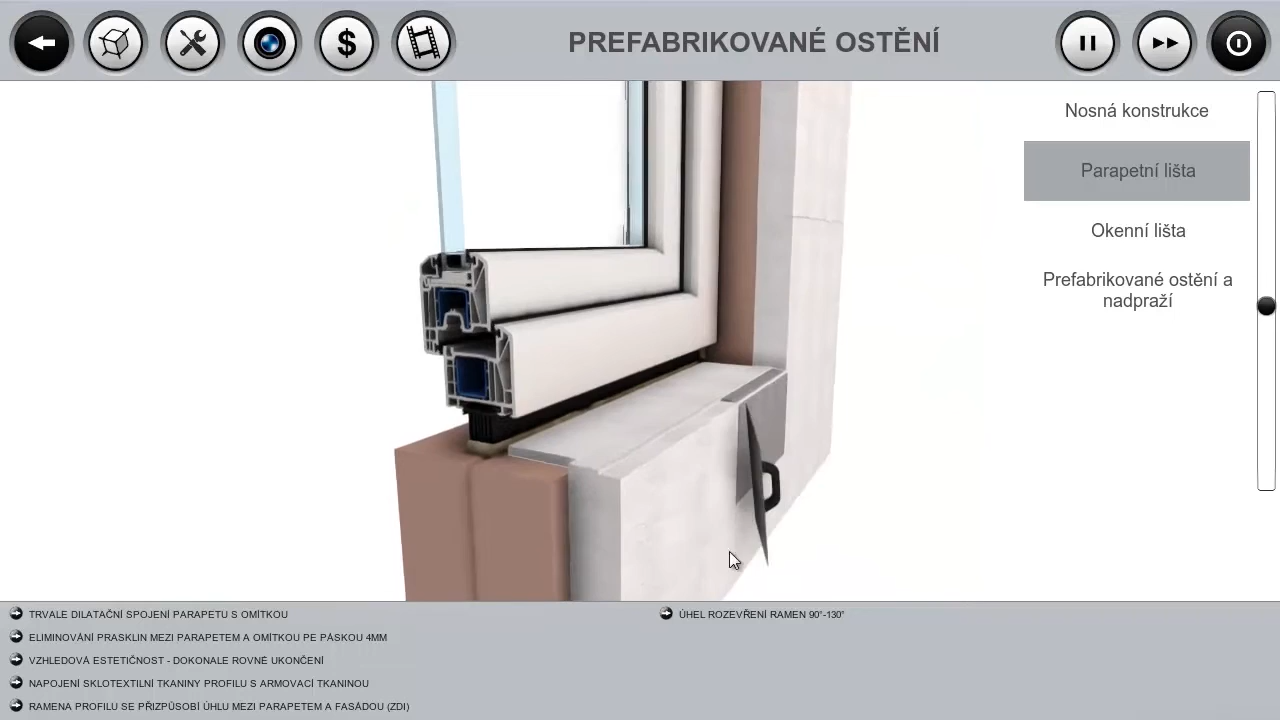 PREFABRIKOVANÉ OSTĚNÍ
Nosná konstrukce
Parapetní lišta
Okenní lišta
Prefabrikované ostění a
nadpraží
TRVALE DILATAČNÍ SPOJENÍ PARAPETU S OMÍTKOU
ELIMINOVÁNÍ PRASKLIN MEZI PARAPETEM A OMÍTKOU PE PÁSKOU 4MM
VZHLEDOVÁ ESTETIČNOST - DOKONALE ROVNÉ UKONČENÍ
NAPOJENÍ SKLOTEXTILNÍ TKANINY PROFILU S ARMOVACÍ TKANINOU
RAMENA PROFILU SE PŘIZPŮSOBÍ ÚHLU MEZI PARAPETEM A FASÁDOU (ZDI)
ÚHEL ROZEVŘENÍ RAMEN 90°-130°